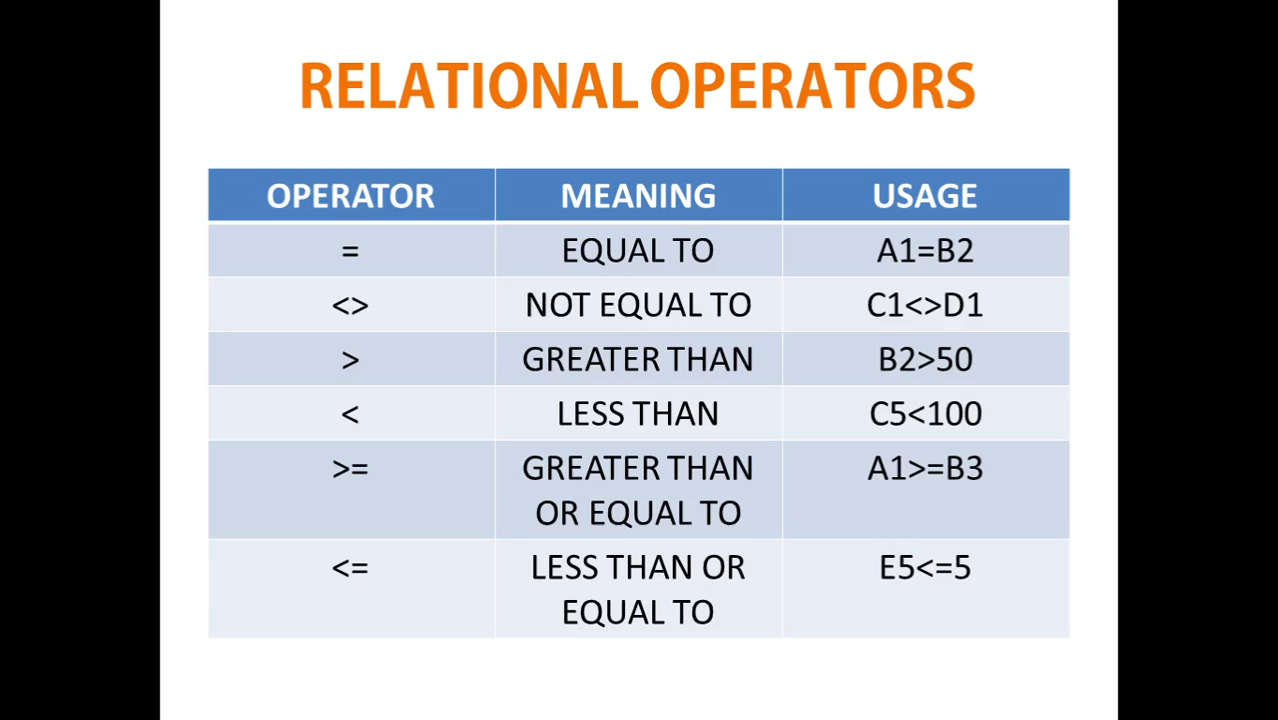 RELATIONAL OPERATORS
OPERATOR MEANING USAGE
= EQUAL TO A1=B2
<> NOT EQUAL TO C1<>D1
> GREATER THAN B2>50
< LESS THAN C5<100
>= GREATER THAN A1>=B3
OR EQUAL TO
<= LESS THAN OR E5<=5
EQUAL TO